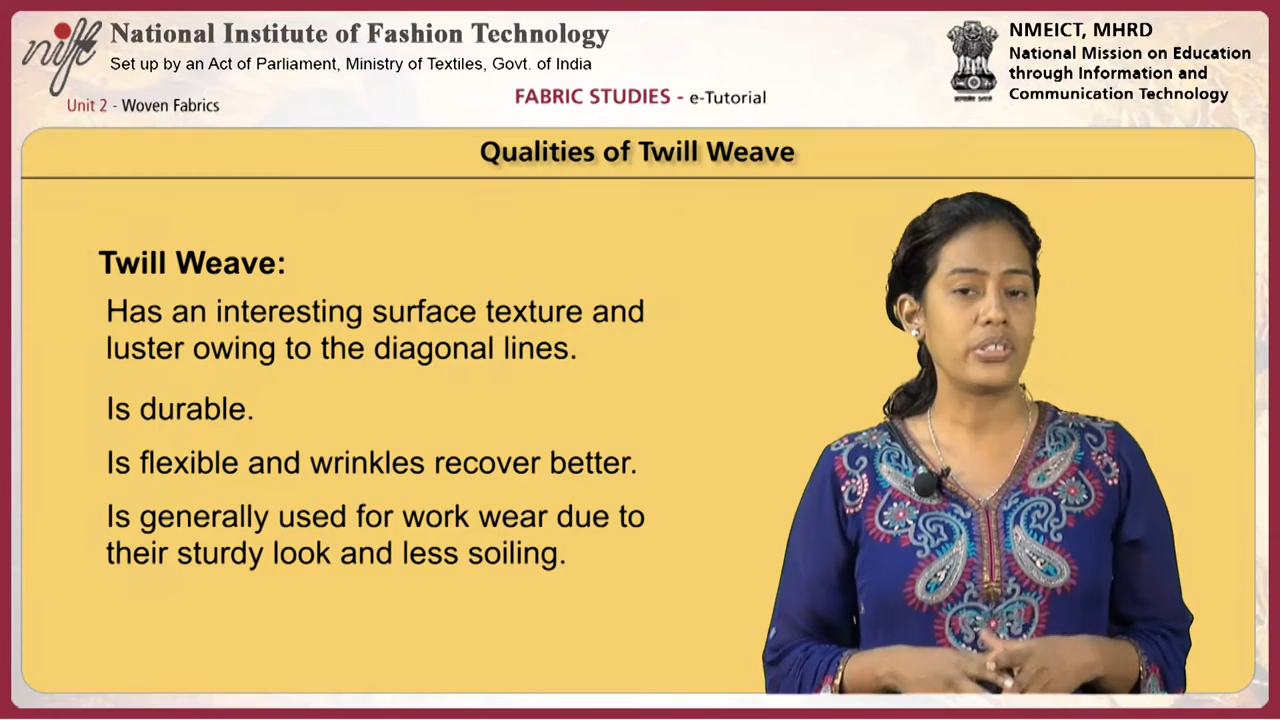 nift
National Institute of Fashion Technology
Set up by an Act of Parliament, Ministry of Textiles, Govt. of India
Unit 2 - Woven Fabrics
FABRIC STUDIES - e-Tutorial
NMEICT, MHRD
National Mission on Education
through Information and
Communication Technology
Qualities of Twill Weave
Twill Weave:
Has an interesting surface texture and
luster owing to the diagonal lines.
Is durable.
Is flexible and wrinkles recover better.
Is generally used for work wear due to
their sturdy look and less soiling.